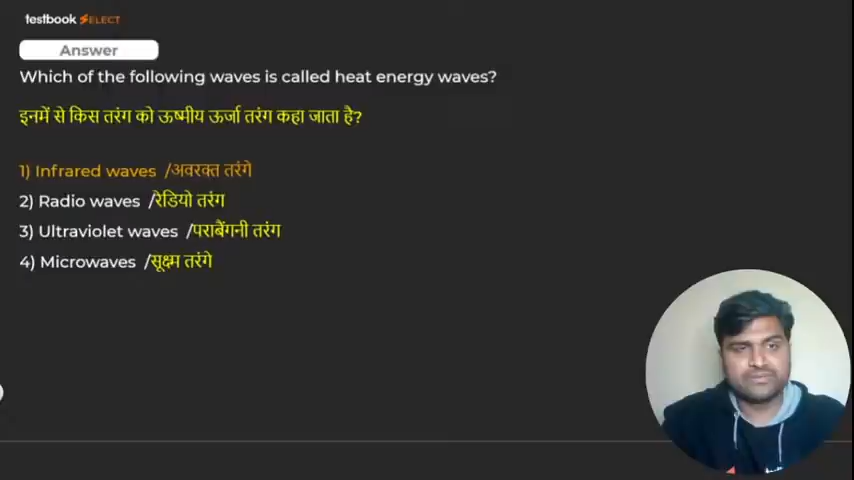 testbook SELECT
Answer
Which of the following waves is called heat energy waves?
इनमें से किस तरंग को ऊष्मीय ऊर्जा तरंग कहा जाता है?
1) Infrared waves /अवरक्त तरंगे
2) Radio waves /रेडियो तरंग
3) Ultraviolet waves /पराबैंगनी तरंग
4) Microwaves /सूक्ष्म तरंगे